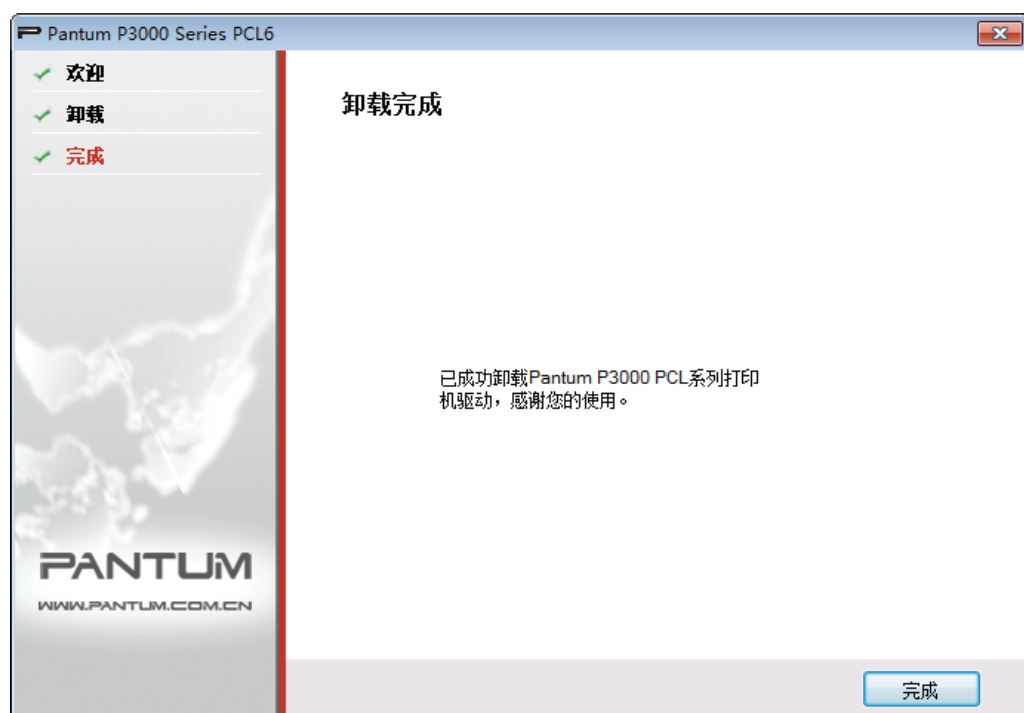 Pantum P3000 Series PCL6
欢迎
卸载
完成
卸载完成
已成功卸载Pantum P3000 PCL系列打印
机驱动，感谢您的使用。
PANTUM
WWW.PANTUM.COM.CN
完成